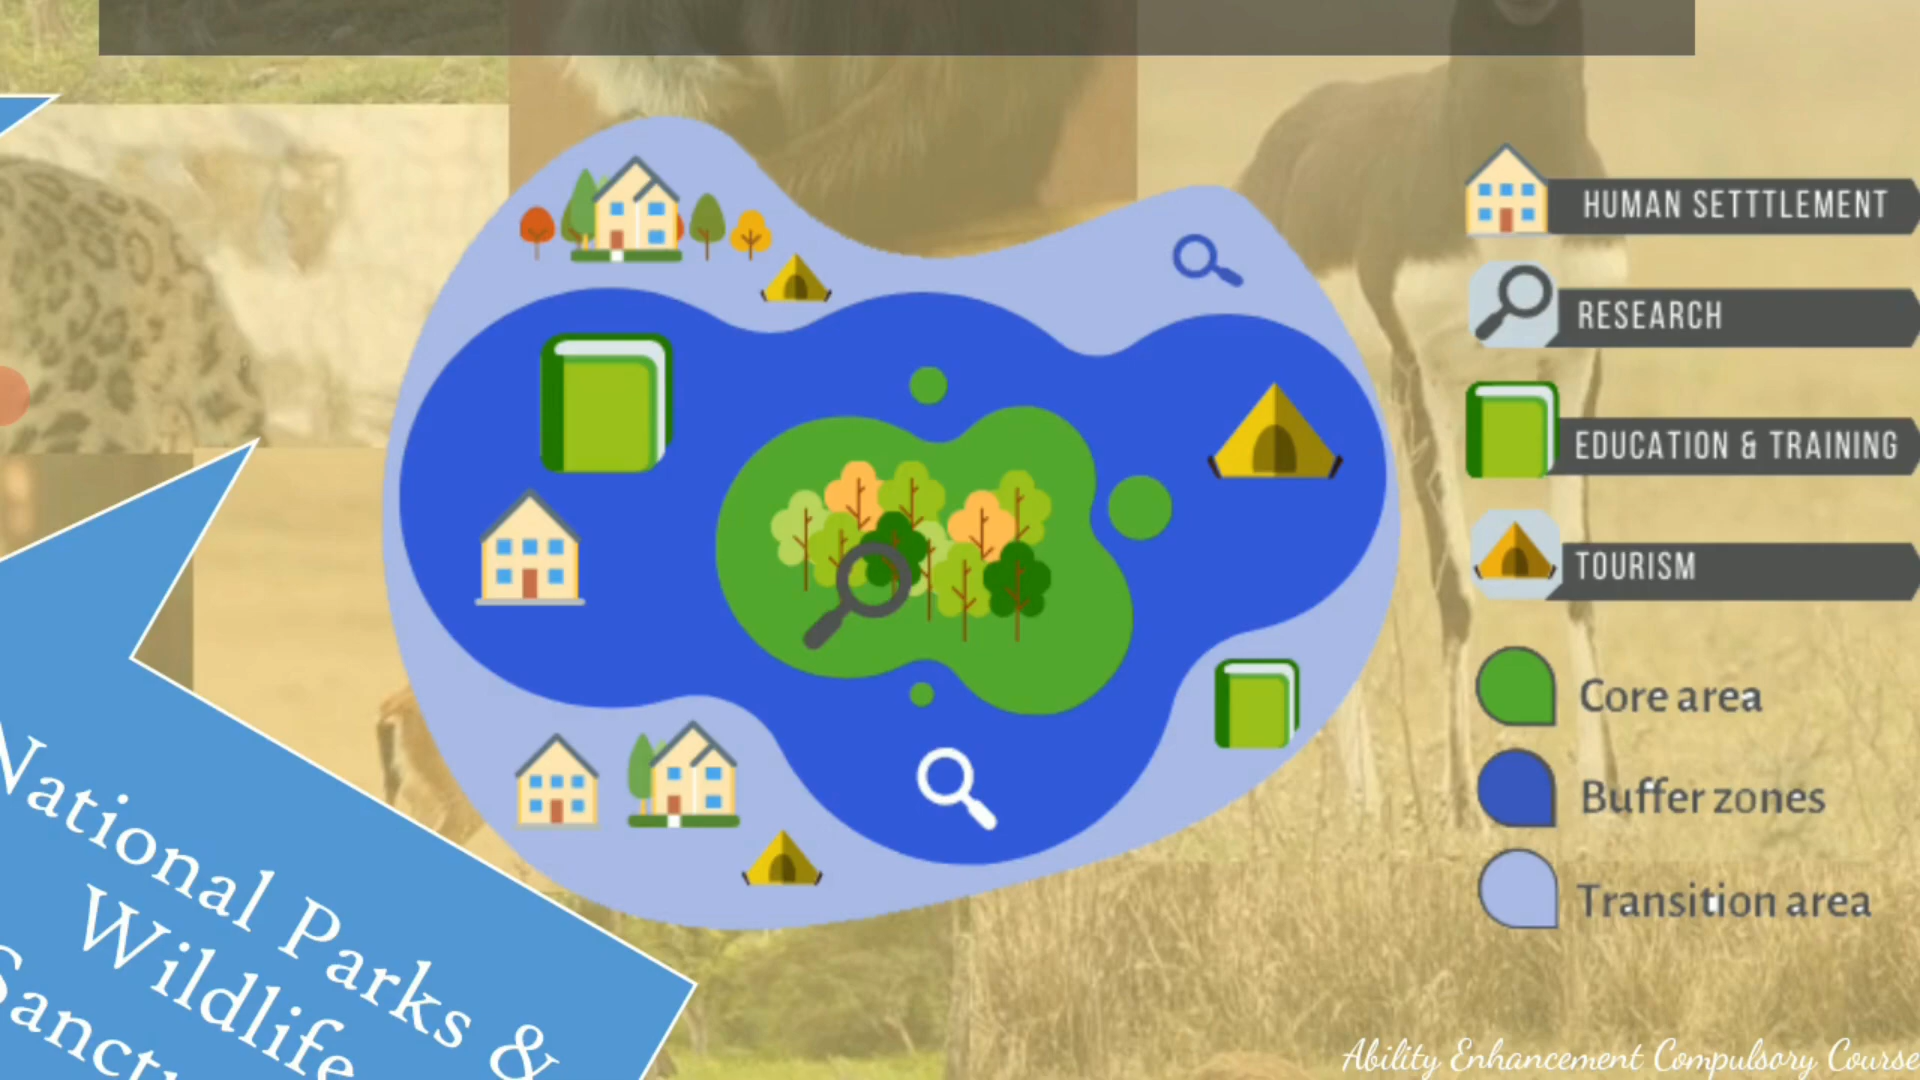 HUMAN SETTTLEMENT
RESEARCH
EDUCATION & TRAINING
TOURISM
Core area
Buffer zones
Transition area
National Parks &
Wildlife
Ability Enhancement Compulsory Course